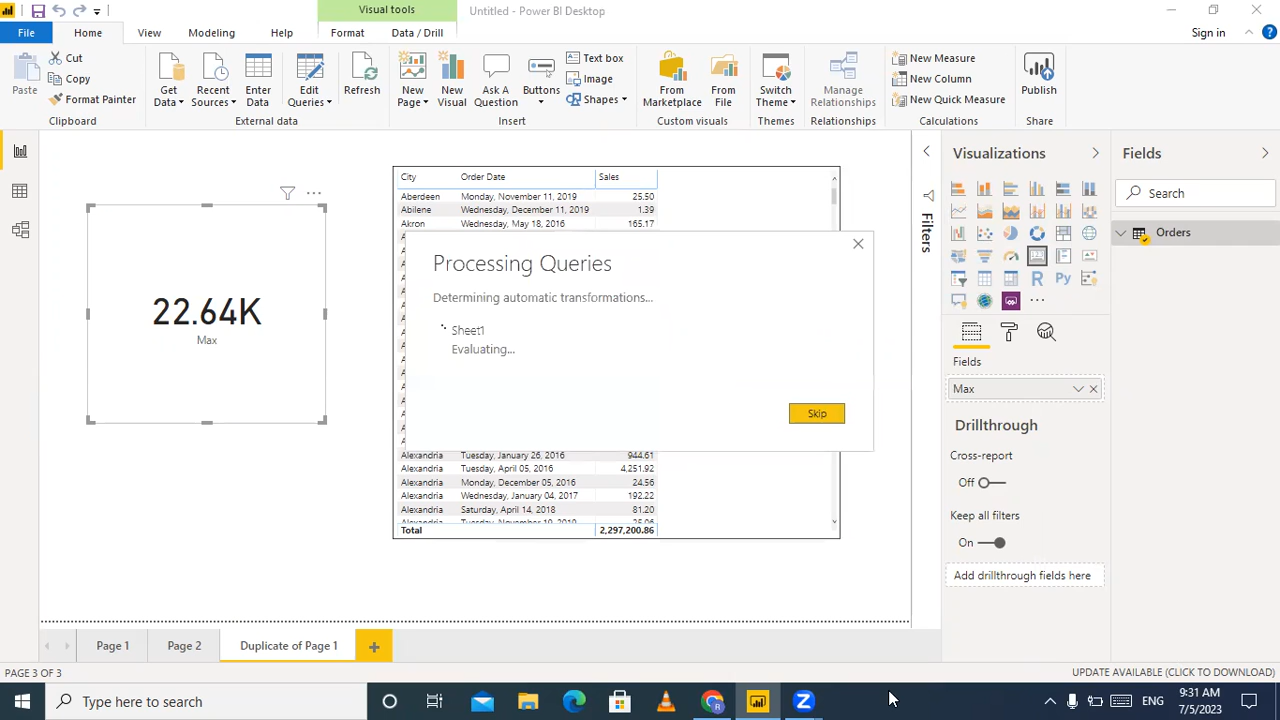 Visual tools
Untitled - Power BI Desktop
File
Home
View
Modeling
Help
Format
Data / Drill
Sign in
Paste
Cut
Copy
Format Painter
Clipboard
Get Data
Recent Sources
Enter Data
Edit Queries
Refresh
External data
New Page
New Visual
Ask A Question
Buttons
Text box
Image
Shapes
Insert
From Marketplace
From File
Custom visuals
Switch Theme
Themes
Manage Relationships
Relationships
New Measure
New Column
New Quick Measure
Calculations
Publish
Share
22.64K
Max
City Order Date Sales
Aberdeen Monday, November 11, 2019 25.50
Abilene Wednesday, December 11, 2019 1.39
Akron Wednesday, May 18, 2016 165.17
Processing Queries
Determining automatic transformations...
Sheet1
Evaluating...
Skip
Alexandria Tuesday, January 26, 2016 944.61
Alexandria Tuesday, April 05, 2016 4,251.92
Alexandria Monday, December 05, 2016 24.56
Alexandria Wednesday, January 04, 2017 192.22
Alexandria Saturday, April 14, 2018 81.20
Total 2,297,200.86
Filters
Visualizations
R
Py
Fields
Max
Drillthrough
Cross-report
Off
Keep all filters
On
Add drillthrough fields here
Fields
Search
Orders
Page 1
Page 2
Duplicate of Page 1
PAGE 3 OF 3
UPDATE AVAILABLE (CLICK TO DOWNLOAD)
Type here to search
ENG
9:31 AM
7/5/2023